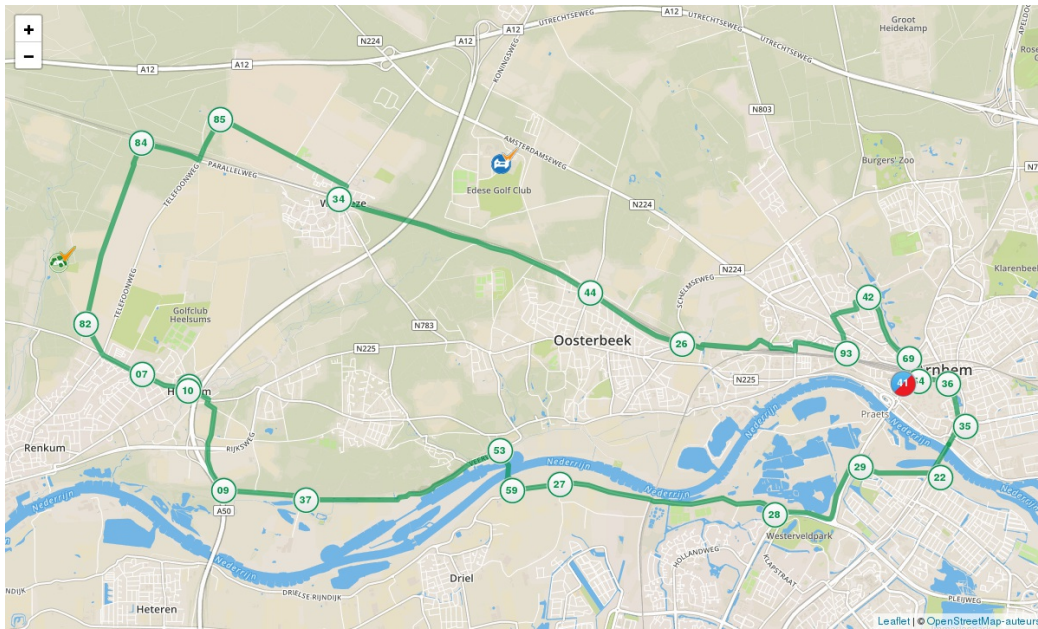 +
−
N224
A12
UTRECHTSEWEG
Groot
Heidekamp
A12
A12
KONINGSWEG
UTRECHTSEWEG
A12
N803
85
84
AMSTERDAMSEWEG
PARALLELWEG
TELEFOONWEG
Burgers' Zoo
Edese Golf Club
34
N224
TELEFOONWEG
Klarenbeek
N224
SCHELMSEWEG
44
42
82
Golfclub
Heelsums
N783
Oosterbeek
26
93
N225
69
07
10
N225
41
36
Praets
Renkum
RIJKSWEG
35
53
Nederrijn
Nederrijn
Nederrijn
29
22
09
37
59
27
Nederrijn
A50
28
Westerveldpark
HOLLANDWEG
KLAPSTRAAT
Nederrijn
Driel
DRIELSE RIJNDIJK
Heteren
PLEIJWEG
Leaflet | © OpenStreetMap-auteurs